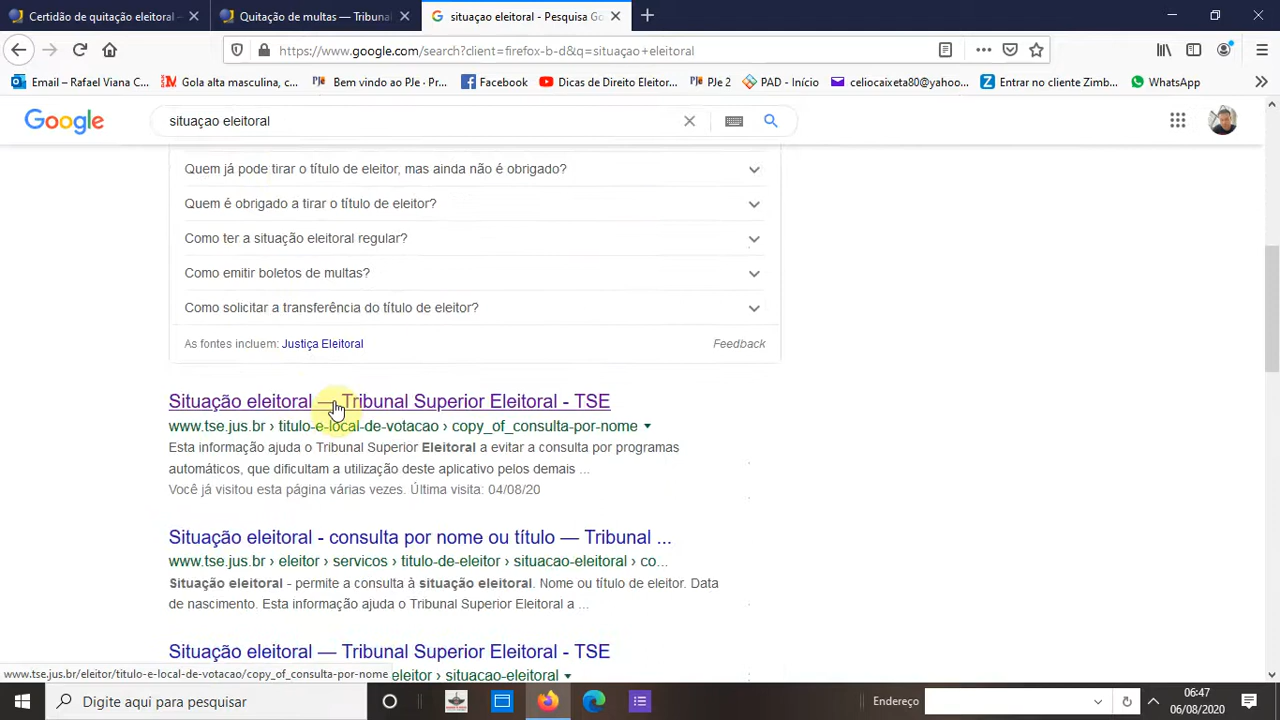 Certidão de quitação eleitoral –
Quitação de multas — Tribuna
situaçao eleitoral - Pesquisa Go
https://www.google.com/search?client=firefox-b-d&q=situaçao+eleitoral
Email – Rafael Viana C...
Gola alta masculina, c...
Bem vindo ao PJe · Pr...
Facebook
Dicas de Direito Eleitor...
PJe 2
PAD - Início
celiocaixeta80@yahoo...
Entrar no cliente Zimb...
WhatsApp
Google
situaçao eleitoral
Quem já pode tirar o título de eleitor, mas ainda não é obrigado?
Quem é obrigado a tirar o título de eleitor?
Como ter a situação eleitoral regular?
Como emitir boletos de multas?
Como solicitar a transferência do título de eleitor?
As fontes incluem: Justiça Eleitoral
Feedback
Situação eleitoral — Tribunal Superior Eleitoral - TSE
www.tse.jus.br › titulo-e-local-de-votacao › copy_of_consulta-por-nome
Esta informação ajuda o Tribunal Superior Eleitoral a evitar a consulta por programas
automáticos, que dificultam a utilização deste aplicativo pelos demais ...
Você já visitou esta página várias vezes. Última visita: 04/08/20
Situação eleitoral - consulta por nome ou título — Tribunal ...
www.tse.jus.br › eleitor › servicos › titulo-de-eleitor › situacao-eleitoral › co...
Situação eleitoral - permite a consulta à situação eleitoral. Nome ou título de eleitor. Data
de nascimento. Esta informação ajuda o Tribunal Superior Eleitoral a ...
Situação eleitoral — Tribunal Superior Eleitoral - TSE
www.tse.jus.br/eleitor/titulo-e-local-de-votacao/copy_of_consulta-por-nome
eleitor › situacao-eleitoral
Digite aqui para pesquisar
Endereço
06:47
06/08/2020